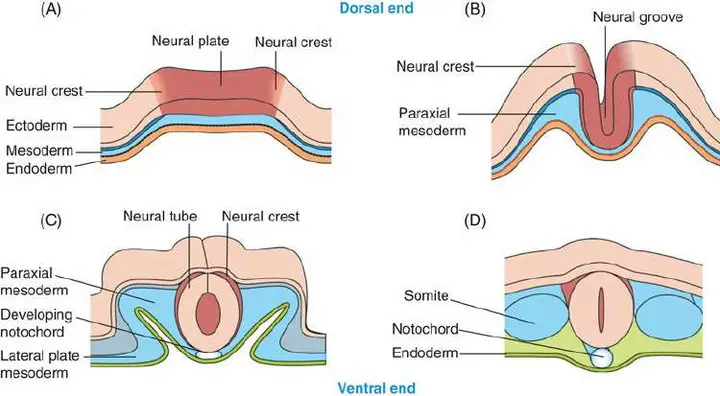 Dorsal end
(A)
Neural plate
Neural crest
Neural crest
Ectoderm
Mesoderm
Endoderm
(B)
Neural groove
Neural crest
Paraxial
mesoderm
(C)
Neural tube
Neural crest
Paraxial
mesoderm
Developing
notochord
Lateral plate
mesoderm
(D)
Somite
Notochord
Endoderm
Ventral end